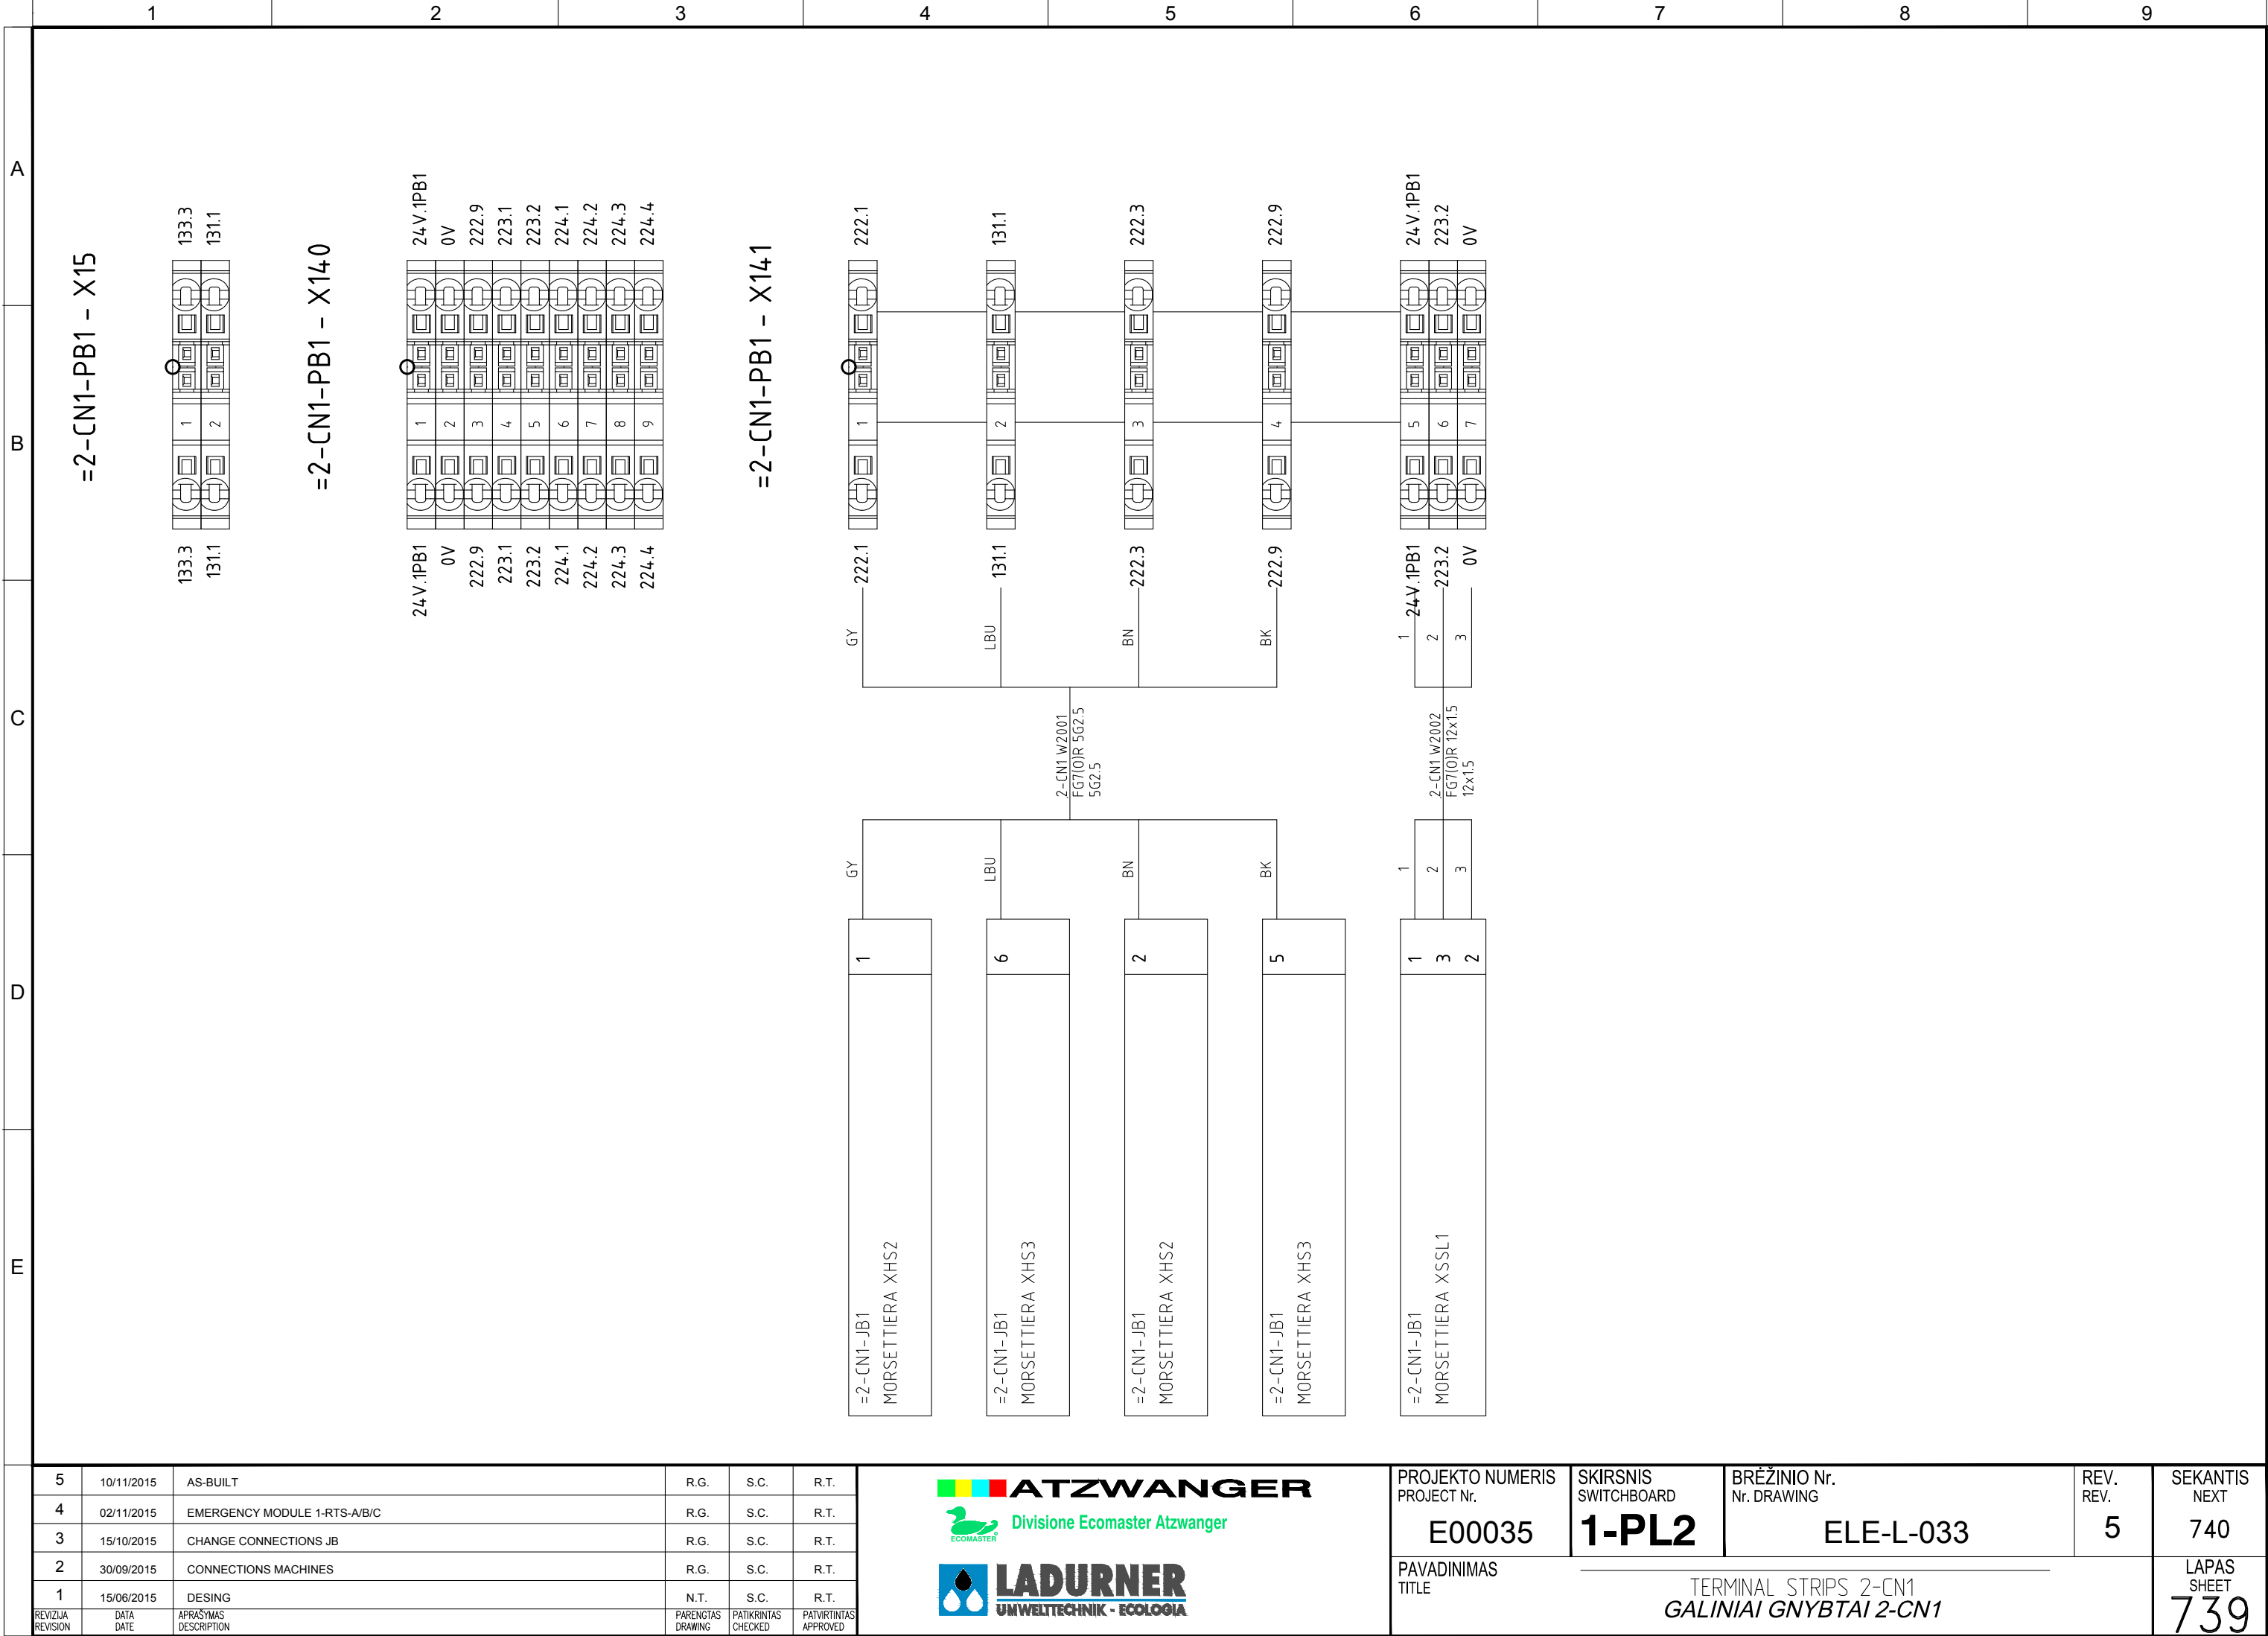 1 2 3 4 5 6 7 8 9
A
B
C
D
E
=2-CN1-PB1 - X15
133.3
131.1
1
2
133.3
131.1
=2-CN1-PB1 - X140
24V.1PB1
0V
222.9
223.1
223.2
224.1
224.2
224.3
224.4
1
2
3
4
5
6
7
8
9
24V.1PB1
0V
222.9
223.1
223.2
224.1
224.2
224.3
224.4
=2-CN1-PB1 - X141
222.1
131.1
222.3
222.9
24V.1PB1
223.2
0V
1
2
3
4
5
6
7
222.1
131.1
222.3
222.9
24V.1PB1
223.2
0V
GY
LBU
BN
BK
1
2
3
2-CN1 W2001
FG7(O)R 5G2.5
5G2.5
2-CN1 W2002
FG7(O)R 12x1.5
12x1.5
GY
LBU
BN
BK
1
2
3
1
=2-CN1-JB1
MORSETTIERA XHS2
6
=2-CN1-JB1
MORSETTIERA XHS3
2
=2-CN1-JB1
MORSETTIERA XHS2
5
=2-CN1-JB1
MORSETTIERA XHS3
1
3
2
=2-CN1-JB1
MORSETTIERA XSSL1
5 10/11/2015 AS-BUILT R.G. S.C. R.T.
4 02/11/2015 EMERGENCY MODULE 1-RTS-A/B/C R.G. S.C. R.T.
3 15/10/2015 CHANGE CONNECTIONS JB R.G. S.C. R.T.
2 30/09/2015 CONNECTIONS MACHINES R.G. S.C. R.T.
1 15/06/2015 DESING N.T. S.C. R.T.
REVIZIJA DATA APRAŠYMAS PARENGTAS PATIKRINTAS PATVIRTINTAS
REVISION DATE DESCRIPTION DRAWING CHECKED APPROVED
ATZWANGER
Divisione Ecomaster Atzwanger
ECOMASTER
LADURNER
UMWELTTECHNIK - ECOLOGIA
PROJEKTO NUMERIS
PROJECT Nr.
E00035
SKIRSNIS
SWITCHBOARD
1-PL2
BRĖŽINIO Nr.
Nr. DRAWING
ELE-L-033
REV.
REV.
5
SEKANTIS
NEXT
740
PAVADINIMAS
TITLE
TERMINAL STRIPS 2-CN1
GALINIAI GNYBTAI 2-CN1
LAPAS
SHEET
739